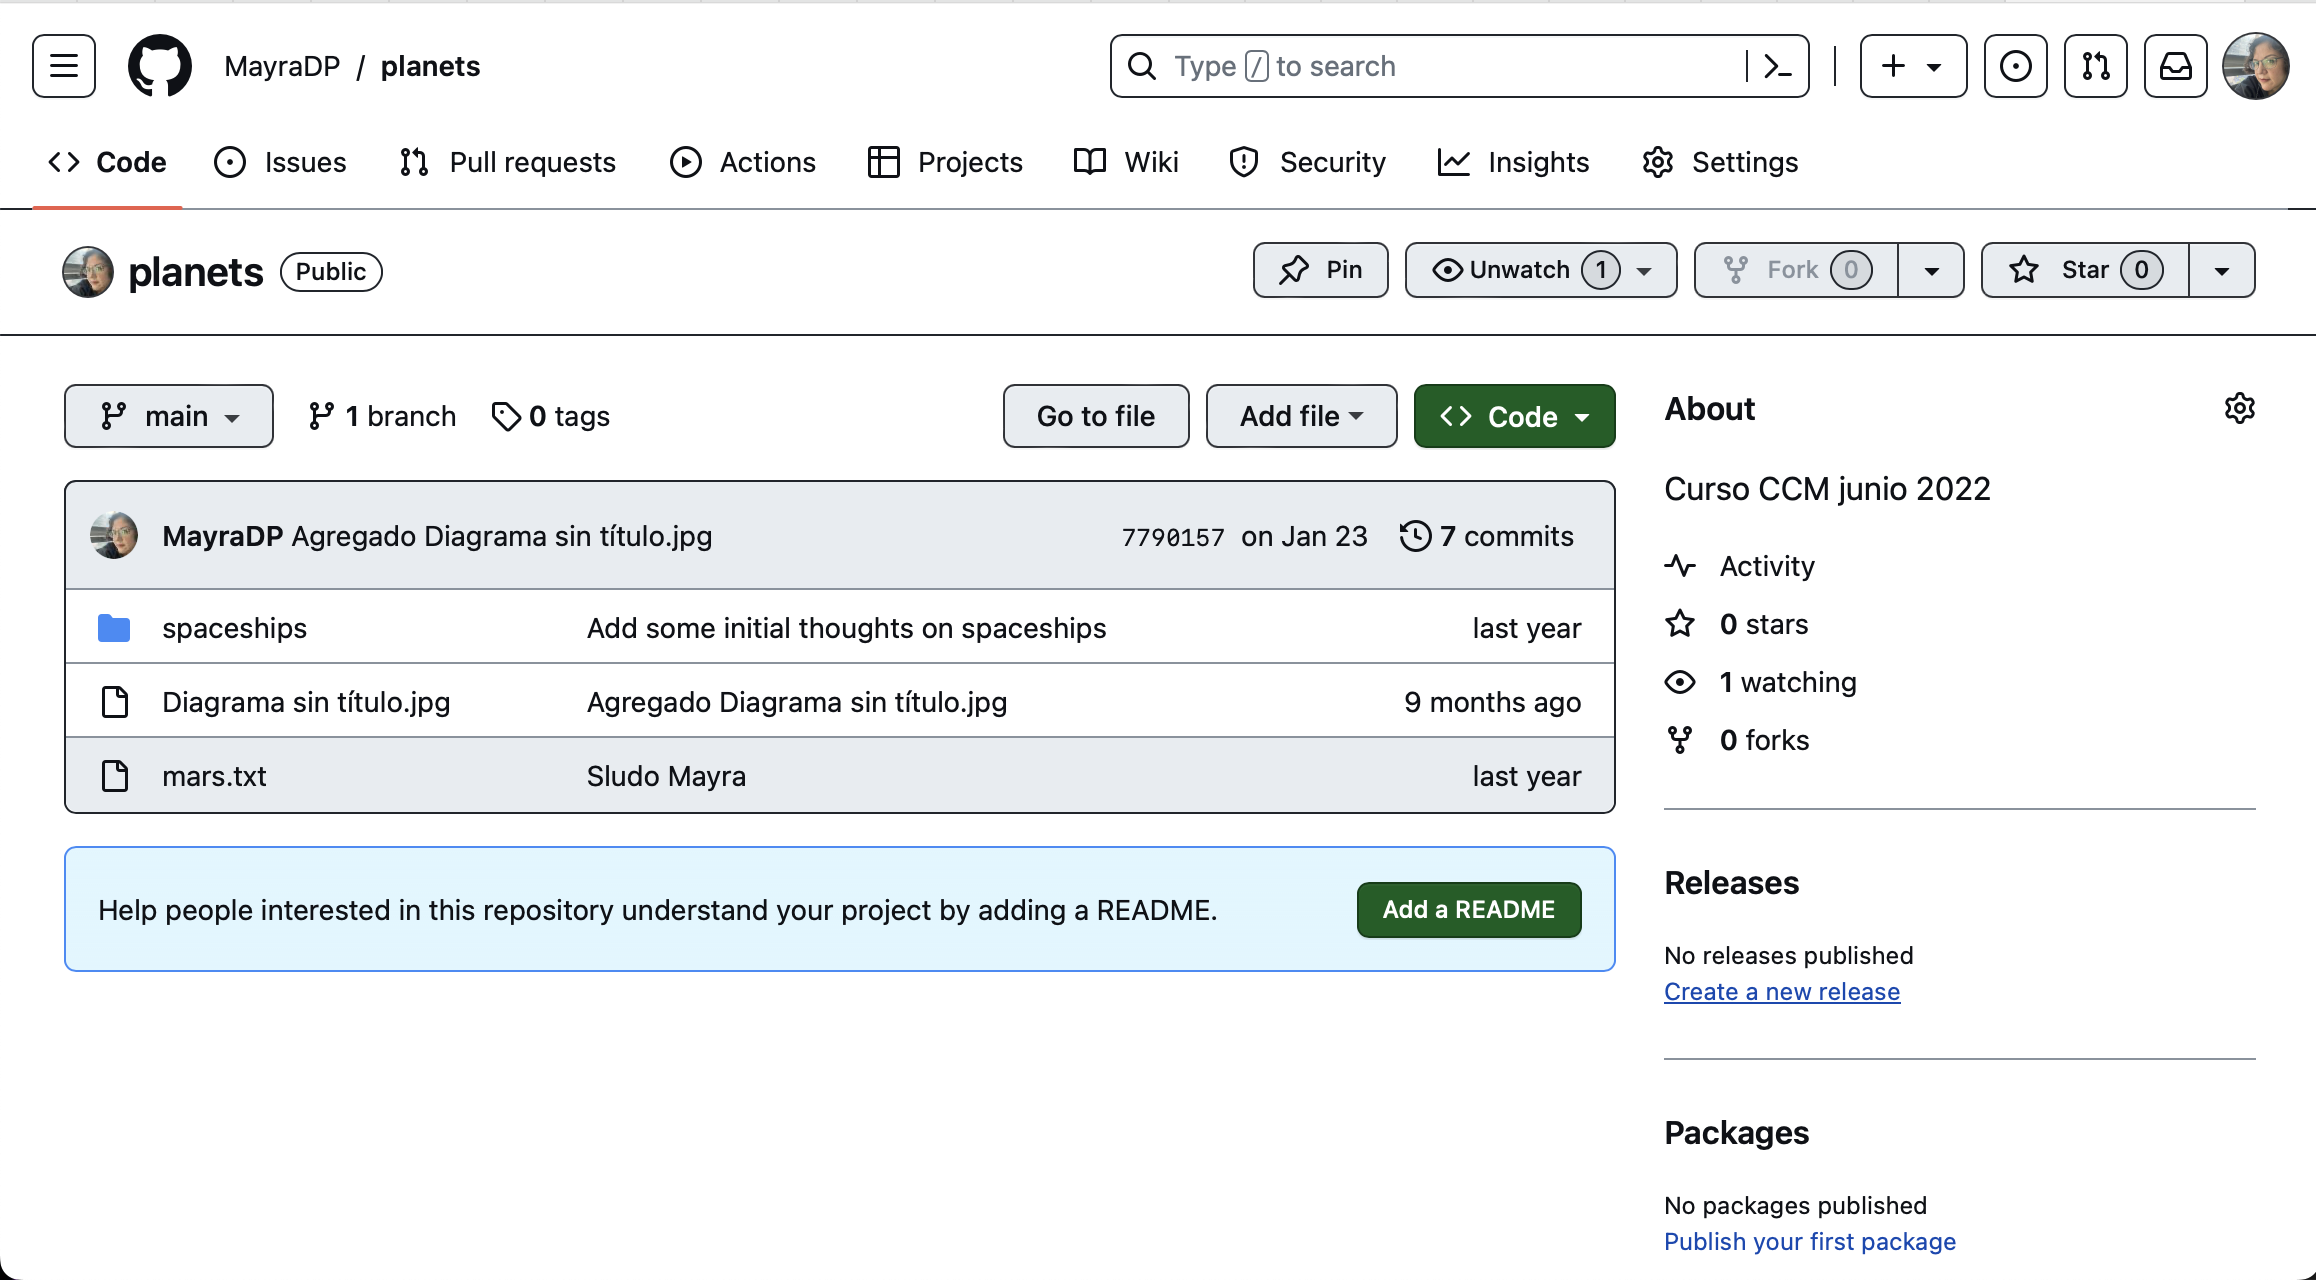 MayraDP / planets
Type / to search
Code Issues Pull requests Actions Projects Wiki Security Insights Settings
planets Public
Pin Unwatch 1 Fork 0 Star 0
main 1 branch 0 tags
Go to file Add file Code
MayraDP Agregado Diagrama sin título.jpg 7790157 on Jan 23 7 commits
spaceships Add some initial thoughts on spaceships last year
Diagrama sin título.jpg Agregado Diagrama sin título.jpg 9 months ago
mars.txt Sludo Mayra last year
Help people interested in this repository understand your project by adding a README. Add a README
About
Curso CCM junio 2022
Activity
0 stars
1 watching
0 forks
Releases
No releases published
Create a new release
Packages
No packages published
Publish your first package